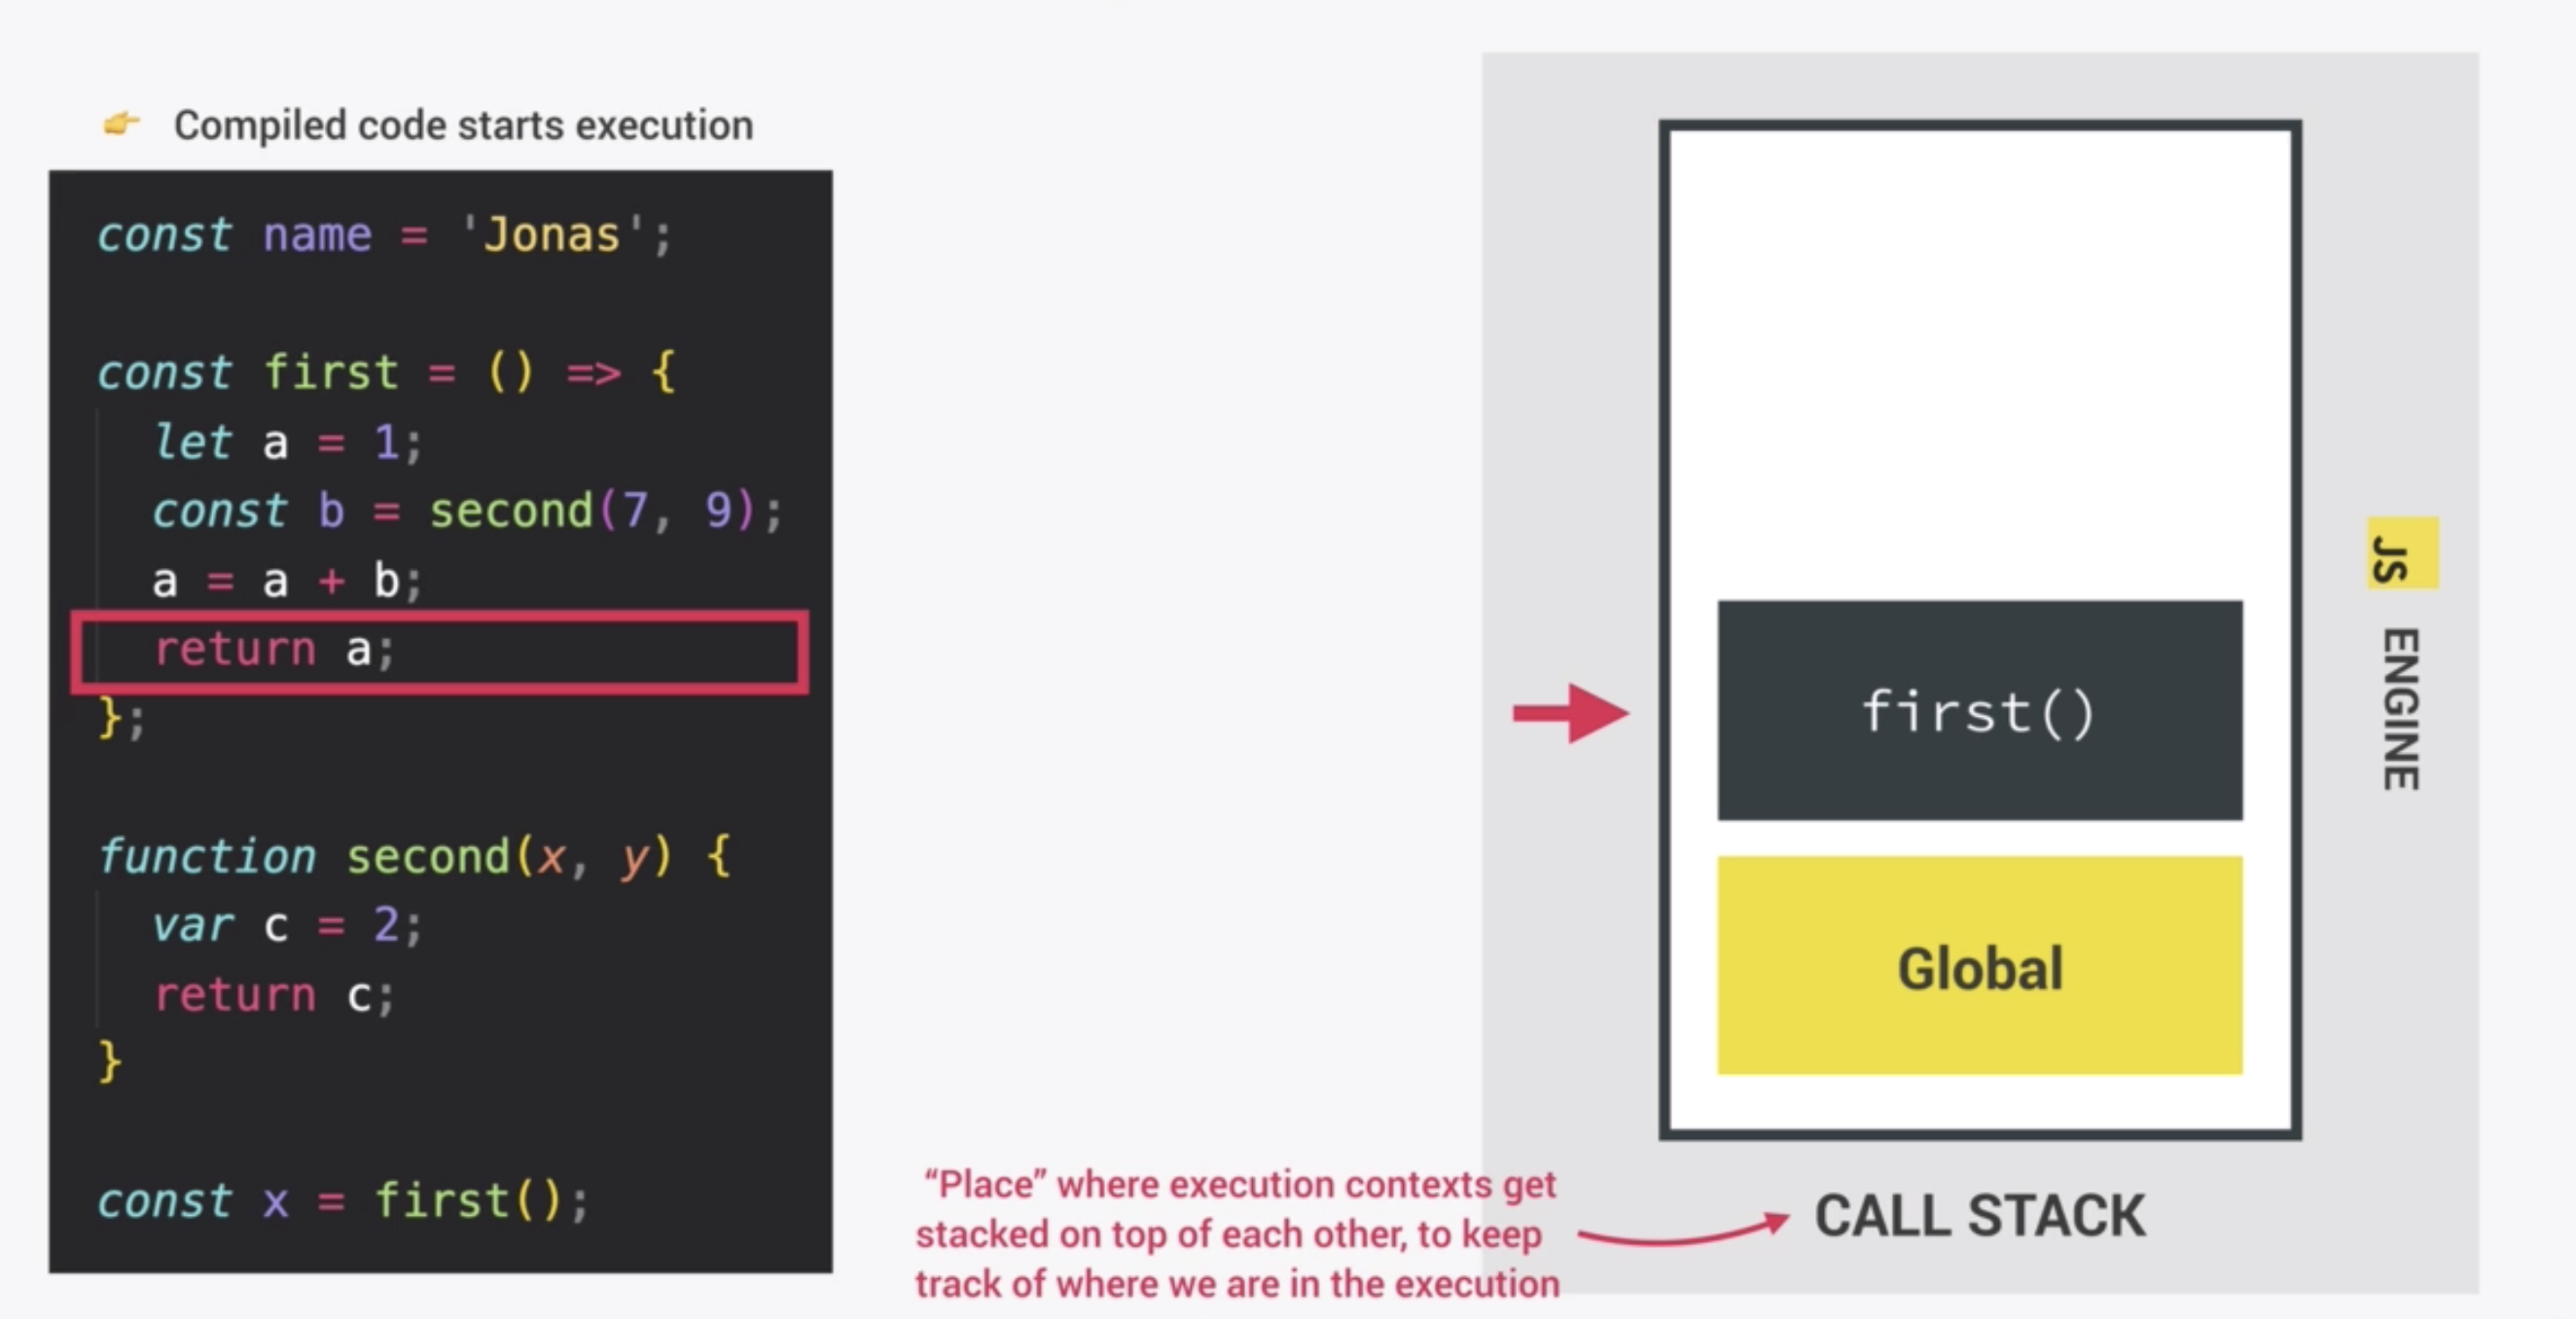 👉 Compiled code starts execution
const name = 'Jonas';
const first = () => {
let a = 1;
const b = second(7, 9);
a = a + b;
return a;
};
function second(x, y) {
var c = 2;
return c;
}
const x = first();
first()
Global
JS ENGINE
CALL STACK
“Place” where execution contexts get
stacked on top of each other, to keep
track of where we are in the execution